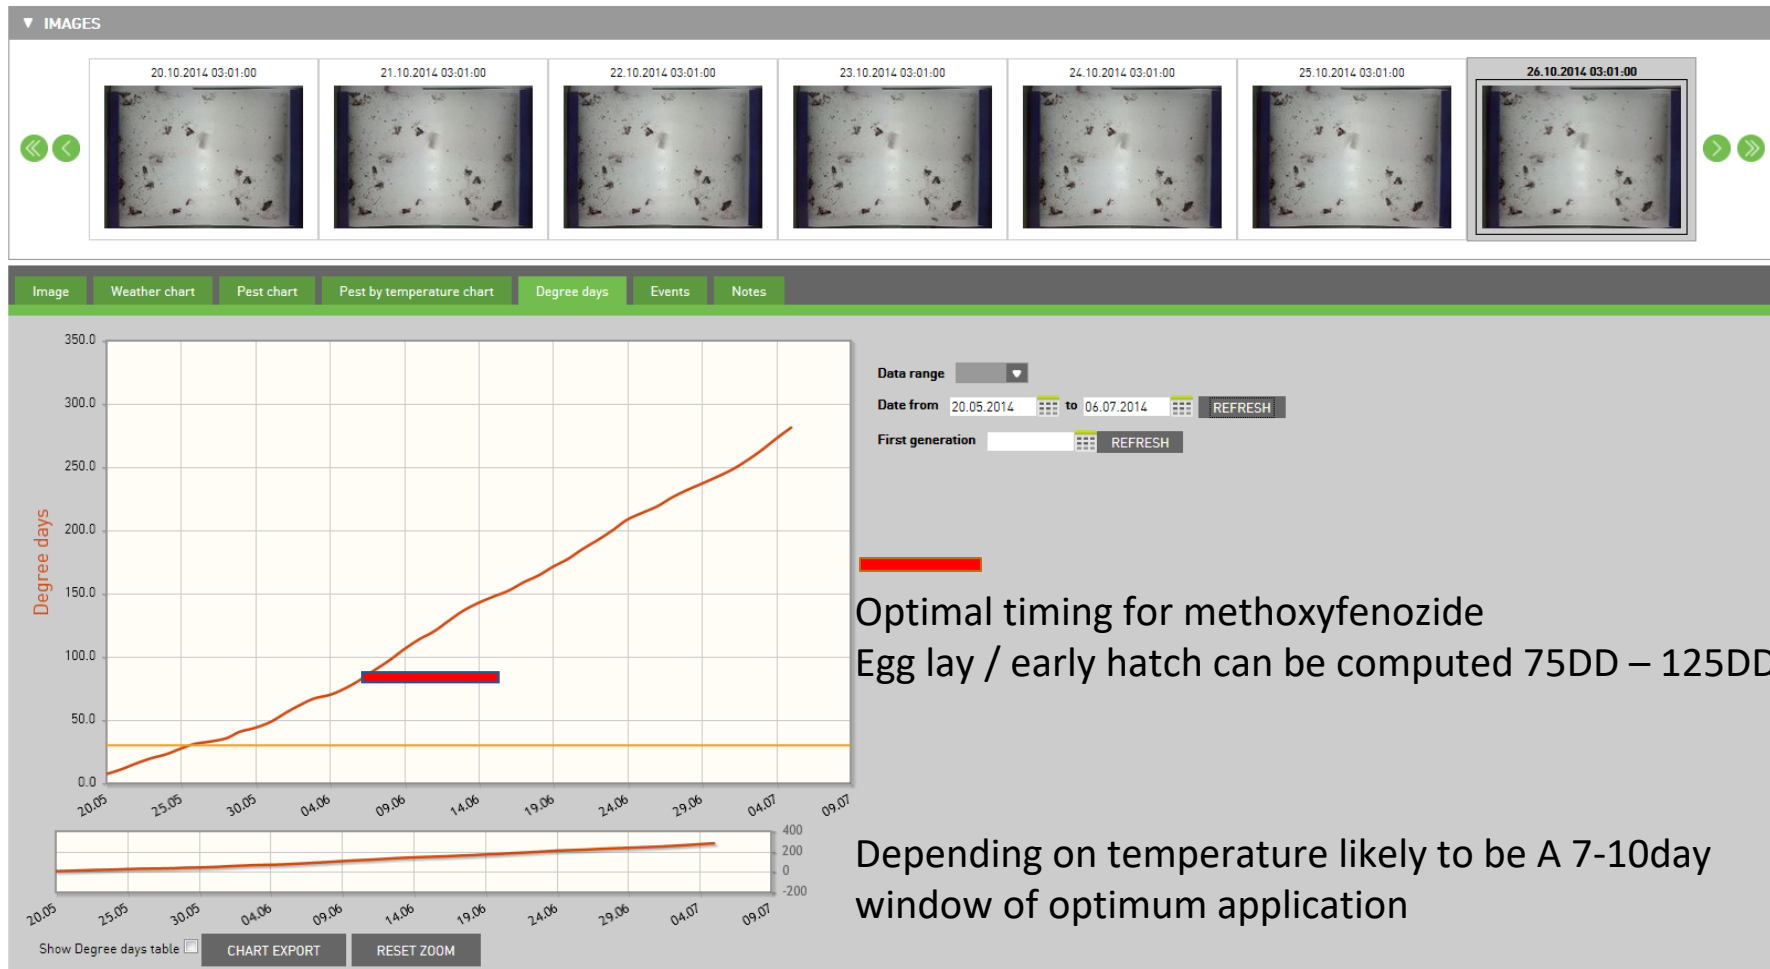 IMAGES
20.10.2014 03:01:00
21.10.2014 03:01:00
22.10.2014 03:01:00
23.10.2014 03:01:00
24.10.2014 03:01:00
25.10.2014 03:01:00
26.10.2014 03:01:00
Image Weather chart Pest chart Pest by temperature chart Degree days Events Notes
350.0
300.0
250.0
200.0
150.0
100.0
50.0
0.0
Degree days
20.05 25.05 30.05 04.06 09.06 14.06 19.06 24.06 29.06 04.07 09.07
Data range
Date from 20.05.2014 to 06.07.2014 REFRESH
First generation REFRESH
Optimal timing for methoxyfenozide
Egg lay / early hatch can be computed 75DD – 125DD
400
200
0
-200
20.05 25.05 30.05 04.06 09.06 14.06 19.06 24.06 29.06 04.07 09.07
Depending on temperature likely to be A 7-10day
window of optimum application
Show Degree days table CHART EXPORT RESET ZOOM